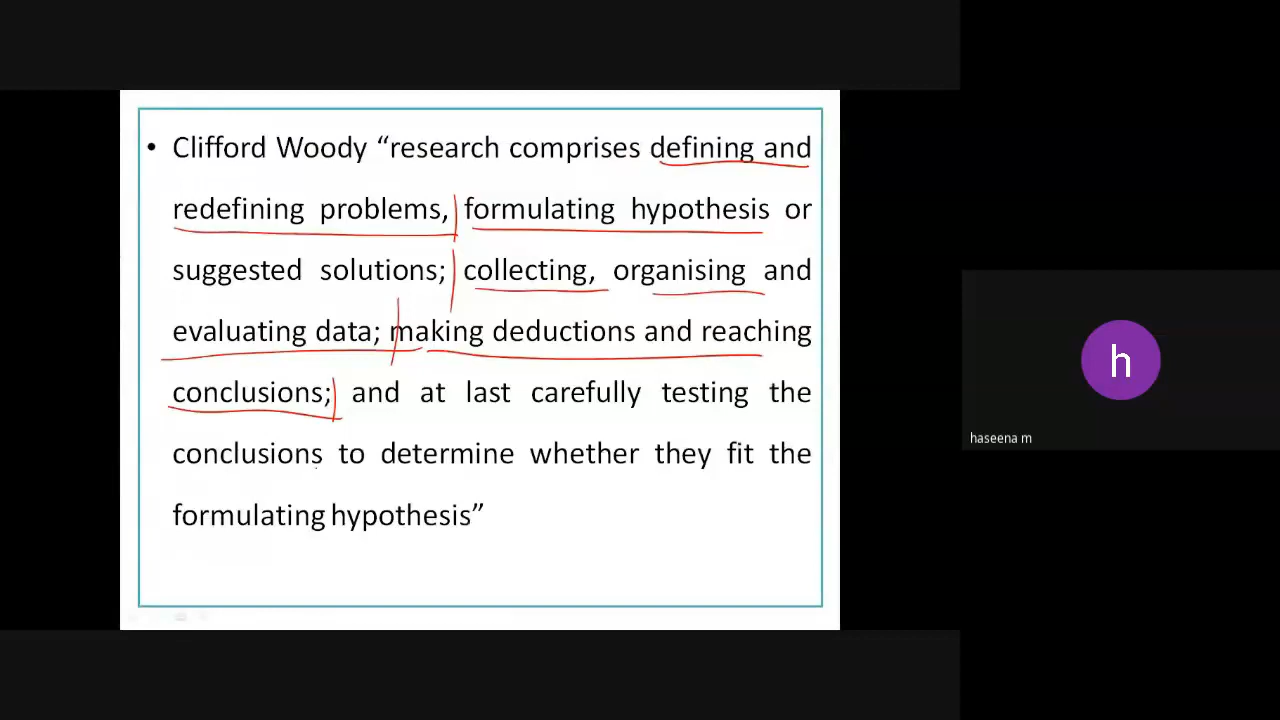 • Clifford Woody “research comprises defining and
redefining problems, formulating hypothesis or
suggested solutions; collecting, organising and
evaluating data; making deductions and reaching
conclusions; and at last carefully testing the
conclusions to determine whether they fit the
formulating hypothesis”
h
haseena m